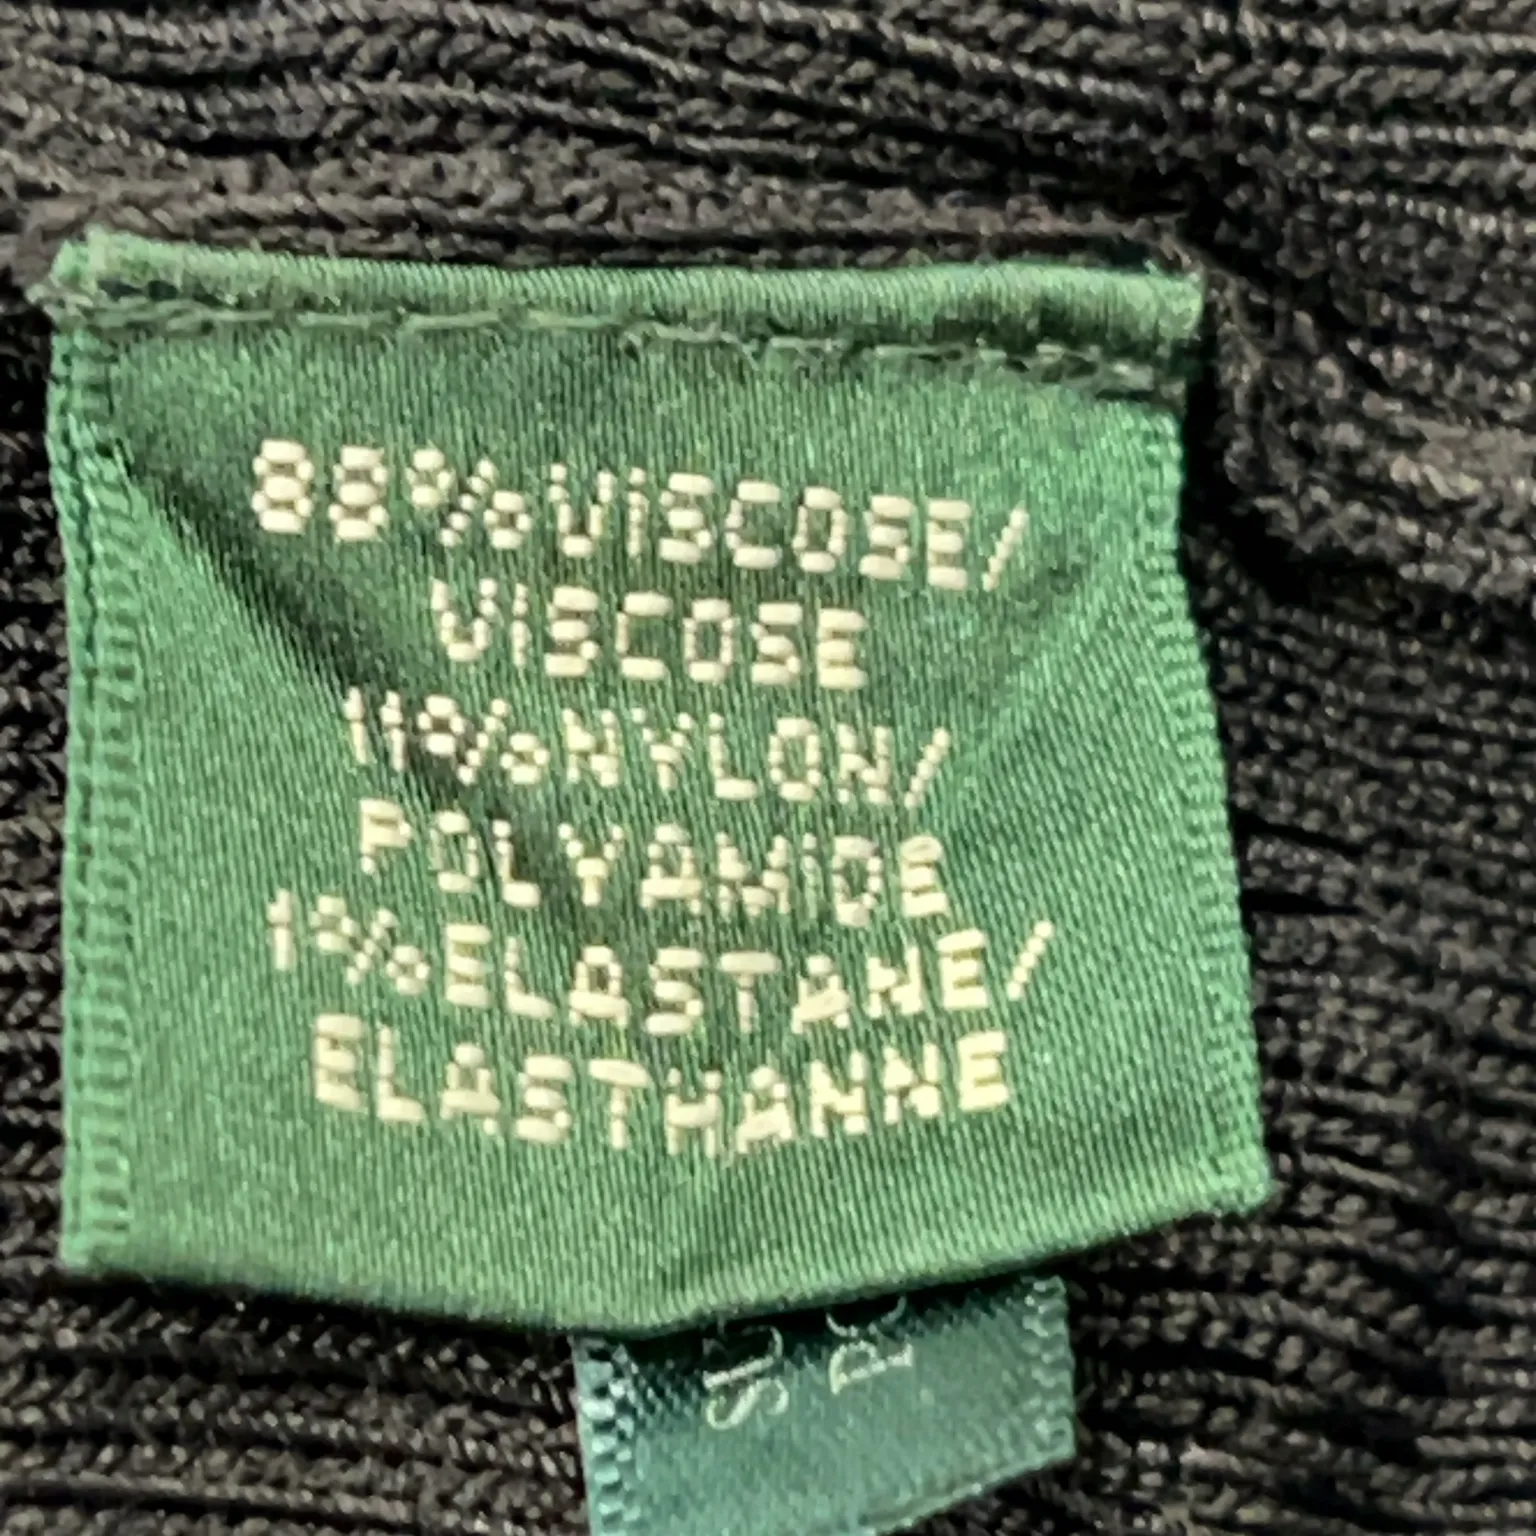 88% VISCOSE/
VISCOSE
11% NYLON/
POLYAMIDE
1% ELASTANE/
ELASTHANNE